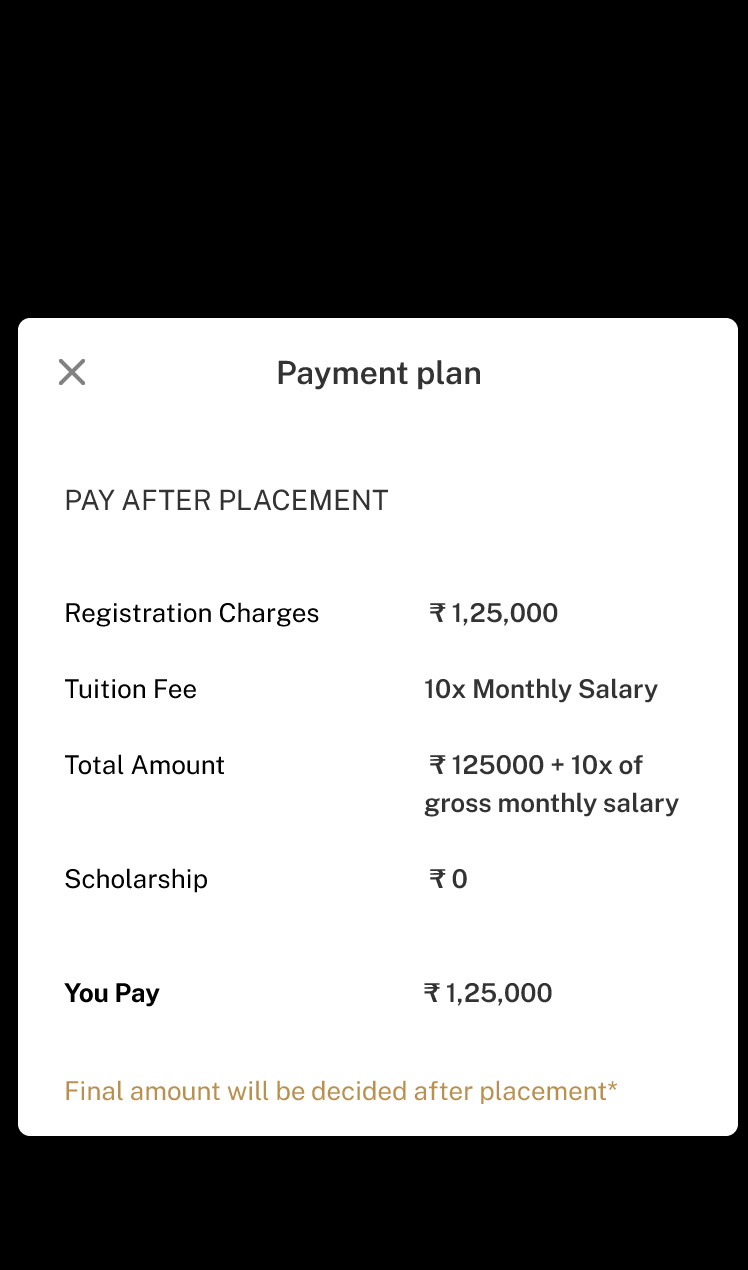 Payment plan
PAY AFTER PLACEMENT
Registration Charges ₹ 1,25,000
Tuition Fee 10x Monthly Salary
Total Amount ₹ 125000 + 10x of
gross monthly salary
Scholarship ₹ 0
You Pay ₹ 1,25,000
Final amount will be decided after placement*